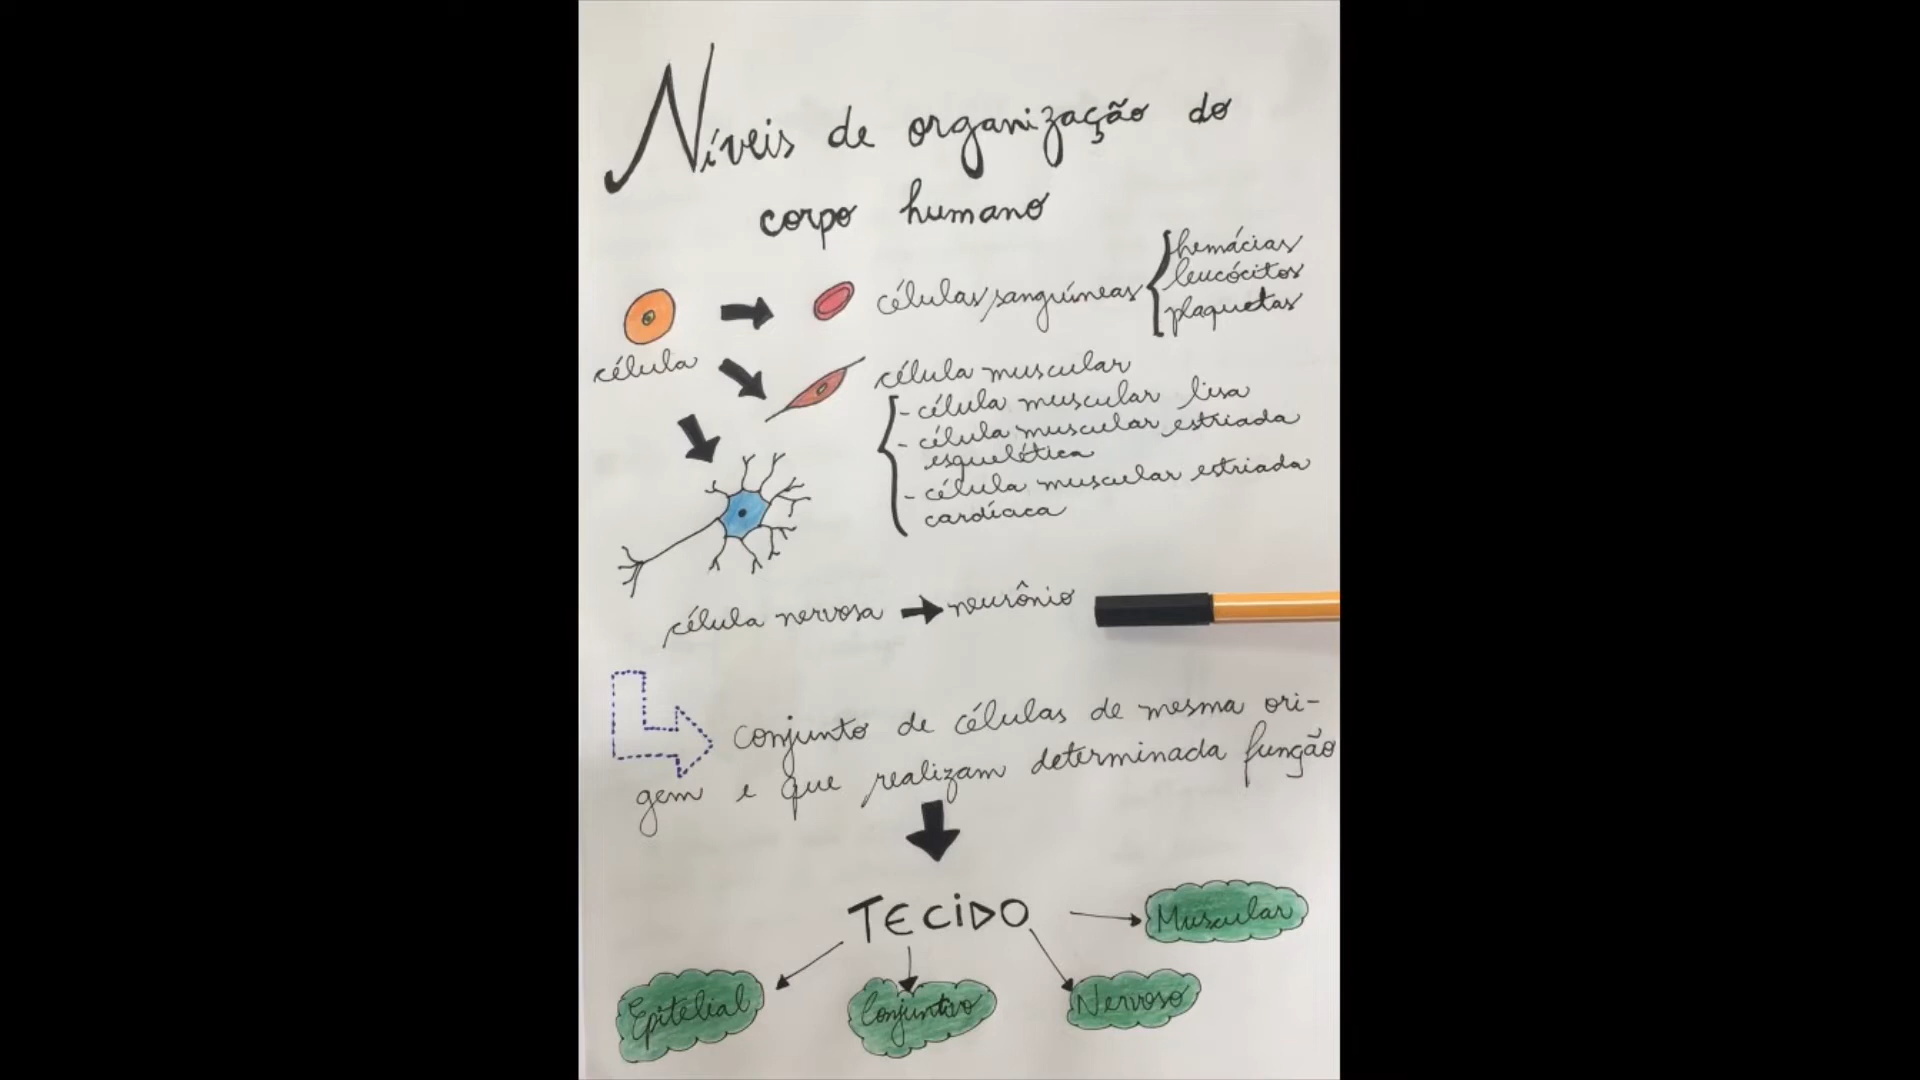 Níveis de organização do
corpo humano
célula
células sanguíneas
hemácias
leucócitos
plaquetas
célula muscular
- célula muscular lisa
- célula muscular estriada
esquelética
- célula muscular estriada
cardíaca
célula nervosa
neurônio
conjunto de células de mesma ori-
gem e que realizam determinada função
TECIDO
Muscular
Epitelial
Conjuntivo
Nervoso